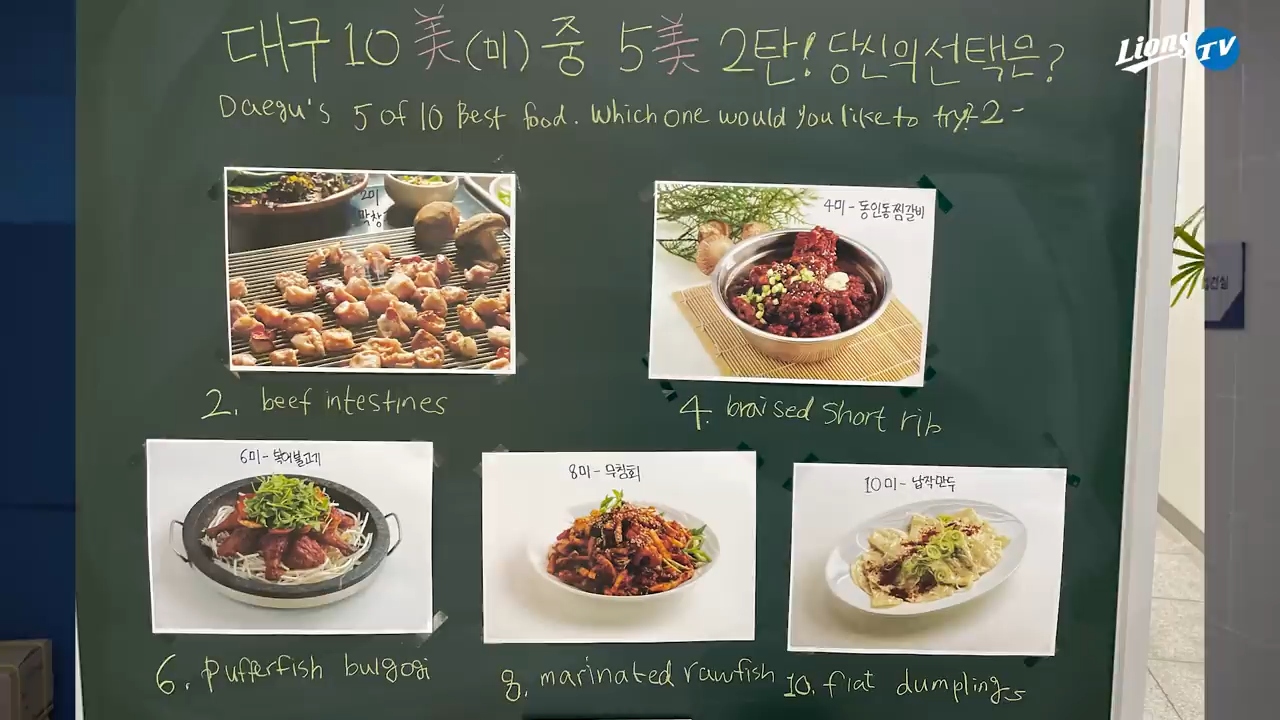 대구 10 美(미) 중 5美 2탄! 당신의 선택은?
Lions TV
Daegu's 5 of 10 Best food. Which one would you like to try? -2-
2미
막창
4미 - 동인동 찜갈비
2. beef intestines
4. braised short rib
6미 - 복어불고기
8미 - 무침회
10미 - 납작만두
6. pufferfish bulgogi
8. marinated rawfish
10. flat dumplings